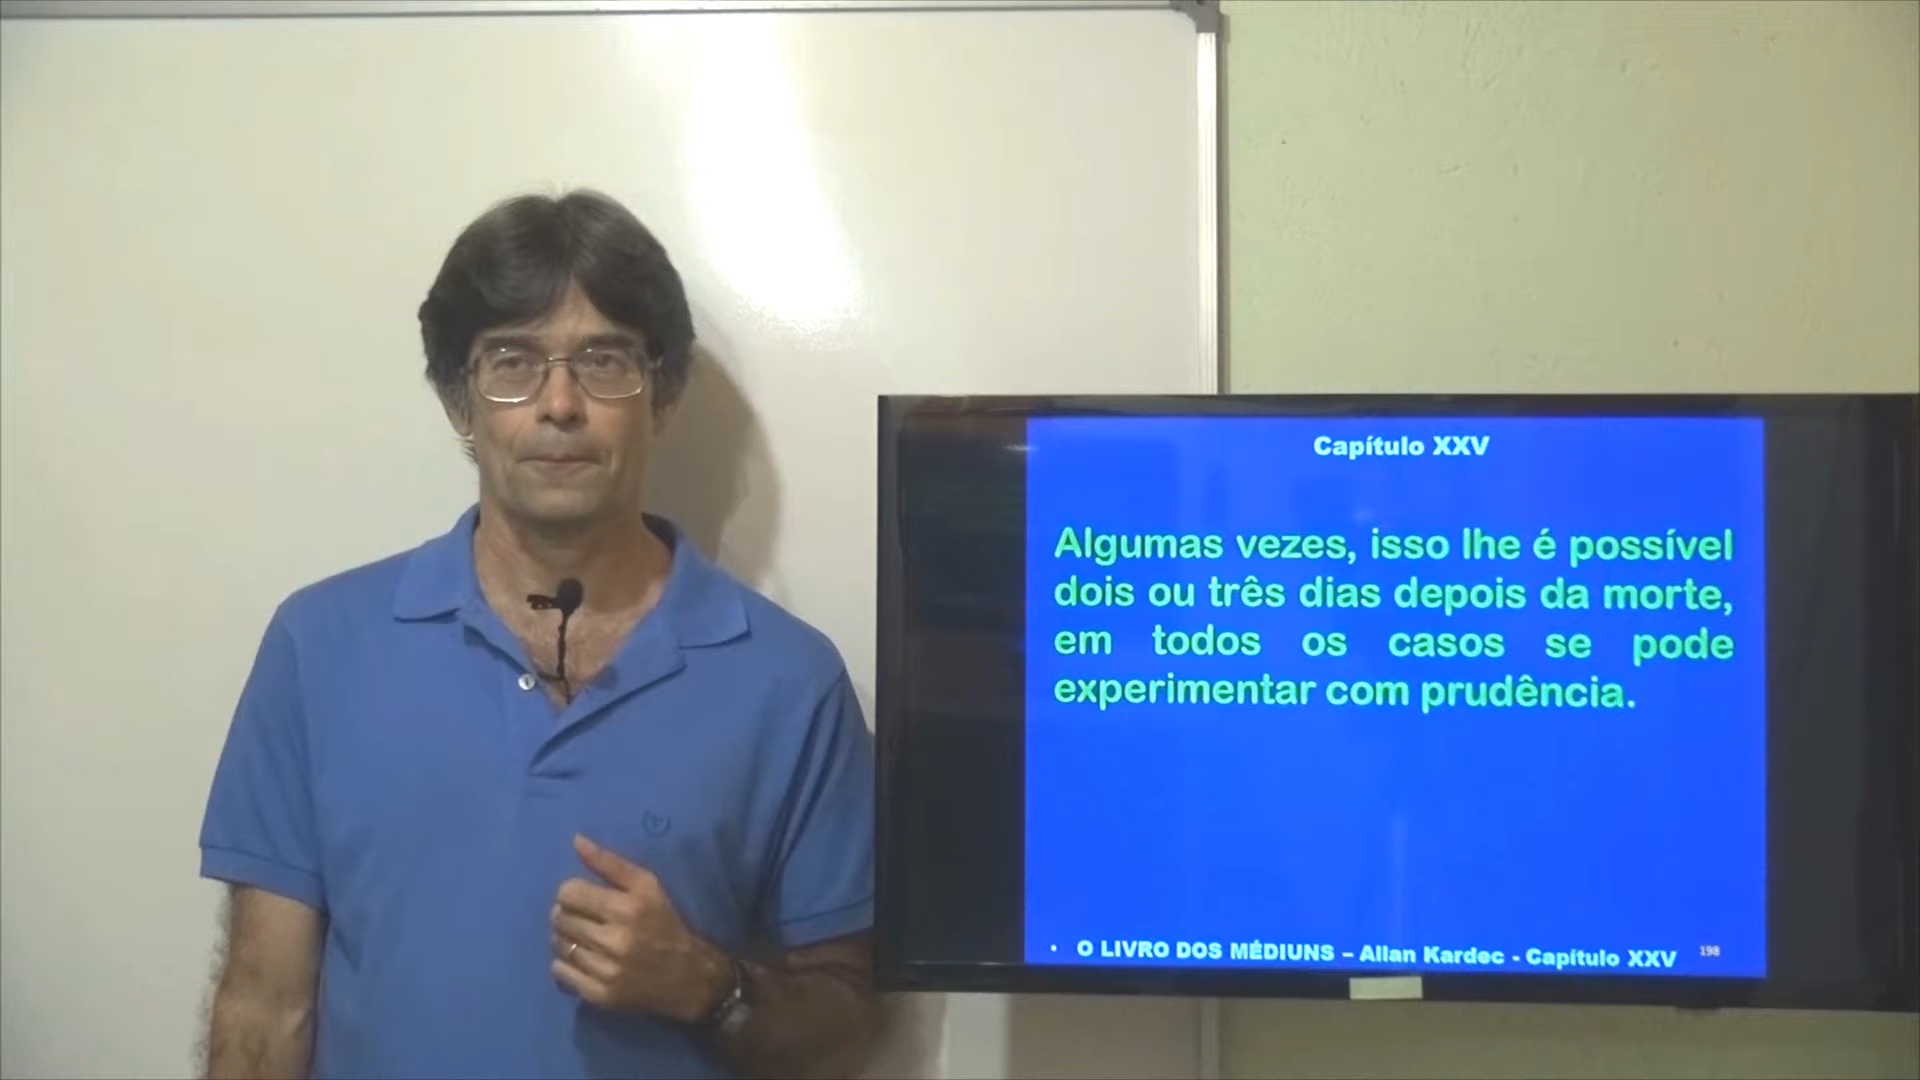 Capítulo XXV
Algumas vezes, isso lhe é possível
dois ou três dias depois da morte,
em todos os casos se pode
experimentar com prudência.
• O LIVRO DOS MÉDIUNS – Allan Kardec - Capítulo XXV 198